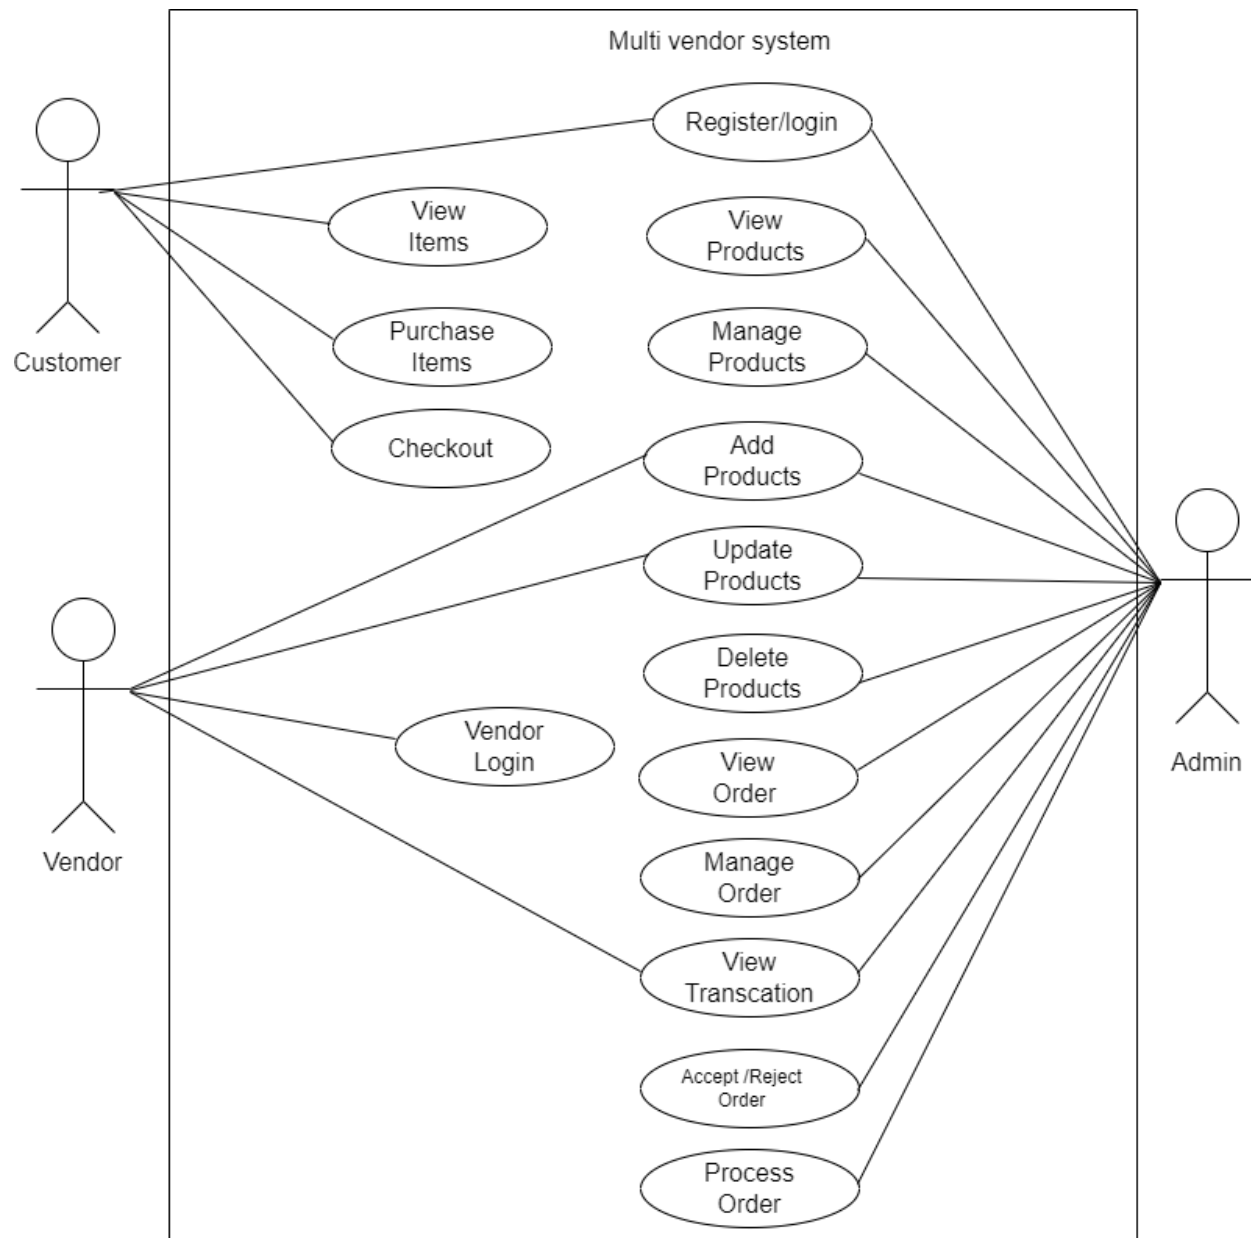 Multi vendor system
Register/login
View
Items
View
Products
Purchase
Items
Manage
Products
Customer
Checkout
Add
Products
Update
Products
Delete
Products
Vendor
Login
View
Order
Admin
Vendor
Manage
Order
View
Transcation
Accept /Reject
Order
Process
Order